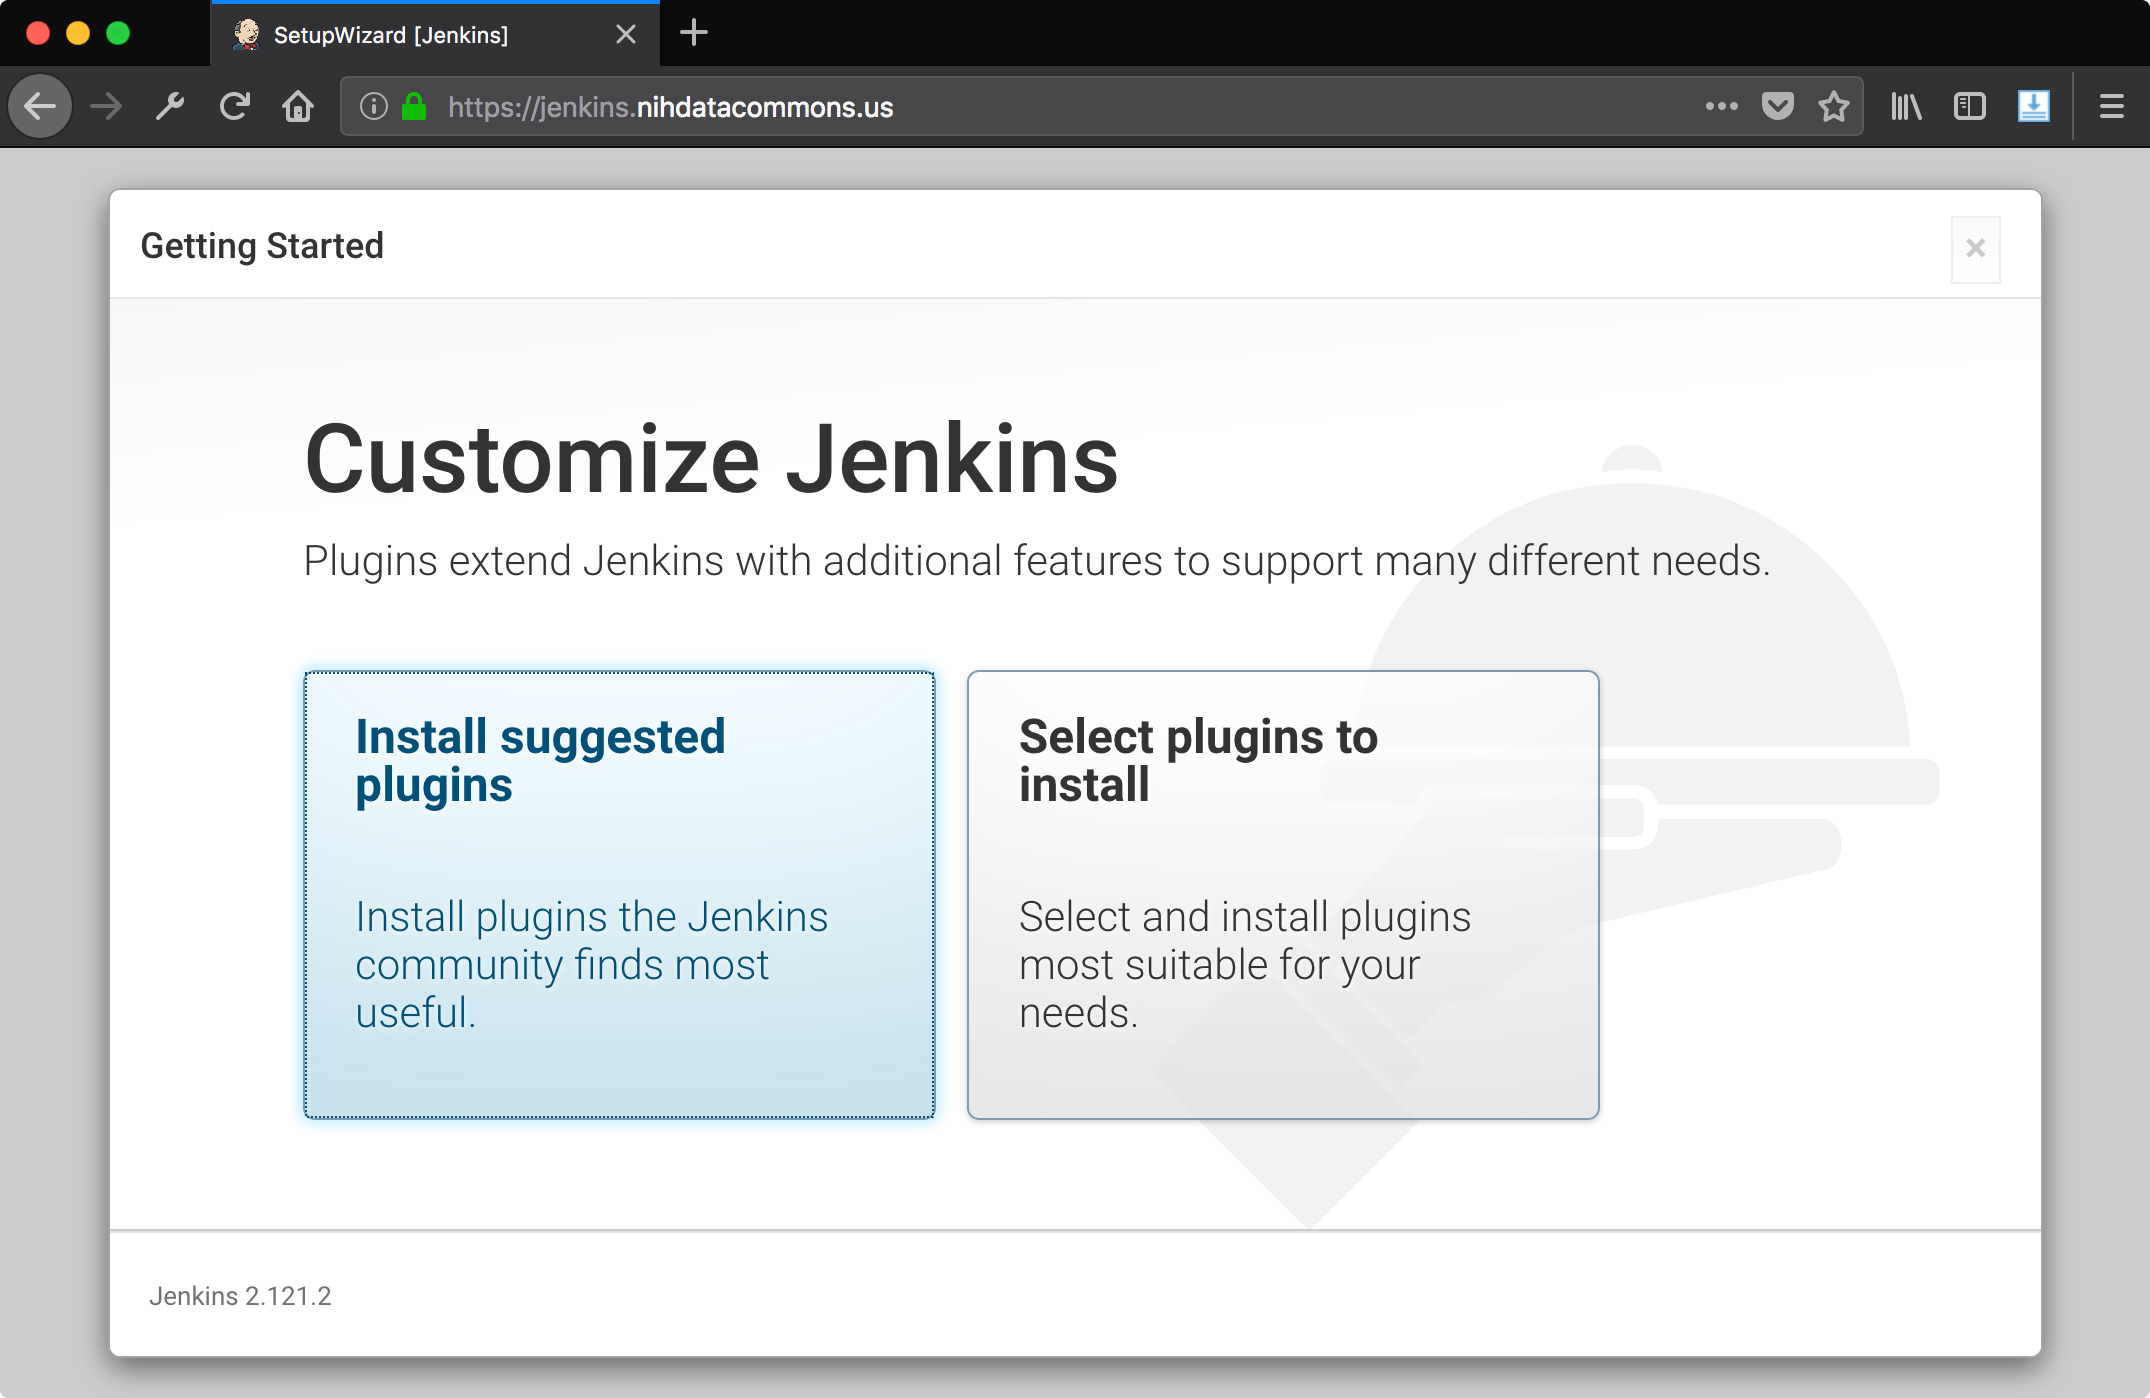 SetupWizard [Jenkins]
https://jenkins.nihdatacommons.us
Getting Started
Customize Jenkins
Plugins extend Jenkins with additional features to support many different needs.
Install suggested
plugins
Install plugins the Jenkins
community finds most
useful.
Select plugins to
install
Select and install plugins
most suitable for your
needs.
Jenkins 2.121.2